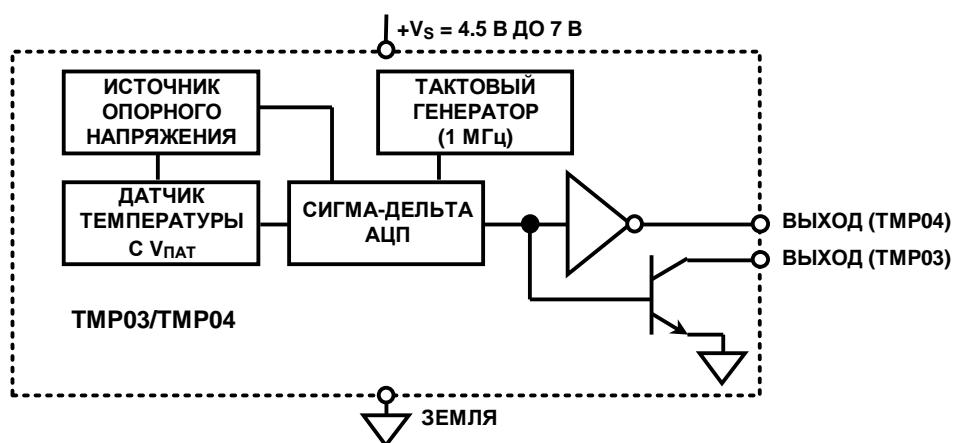 +VS = 4.5 В ДО 7 В
ИСТОЧНИК
ОПОРНОГО
НАПРЯЖЕНИЯ
ТАКТОВЫЙ
ГЕНЕРАТОР
(1 МГц)
ДАТЧИК
ТЕМПЕРАТУРЫ
С VПАТ
СИГМА-ДЕЛЬТА
АЦП
ВЫХОД (TMP04)
ВЫХОД (TMP03)
TMP03/TMP04
ЗЕМЛЯ